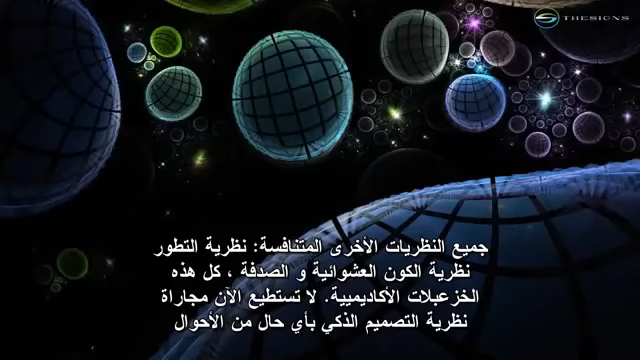 THESIONS
جميع النظريات الأخرى المتنافسة: نظرية التطور
نظرية الكون العشوائية و الصدفة ، كل هذه
الخزعبلات الأكاديميية. لا تستطيع الآن مجاراة
نظرية التصميم الذكي بأي حال من الأحوال